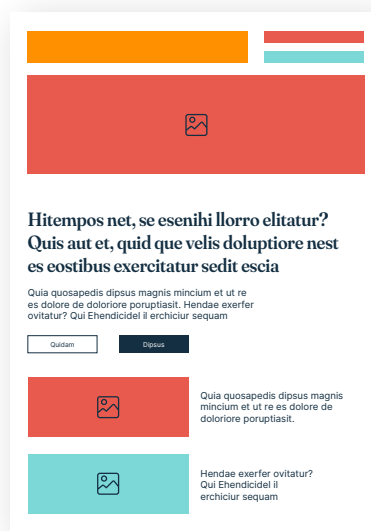 Hitempos net, se esenihi llorro elitatur?
Quis aut et, quid que velis doluptiore nest
es eostibus exercitatur sedit escia
Quia quosapedis dipsus magnis mincium et ut re
es dolore de doloriore poruptiasit. Hendae exerfer
ovitatur? Qui Ehendicidel il erchiciur sequam
Quidam
Dipsus
Quia quosapedis dipsus magnis
mincium et ut re es dolore de
doloriore poruptiasit.
Hendae exerfer ovitatur?
Qui Ehendicidel il
erchiciur sequam